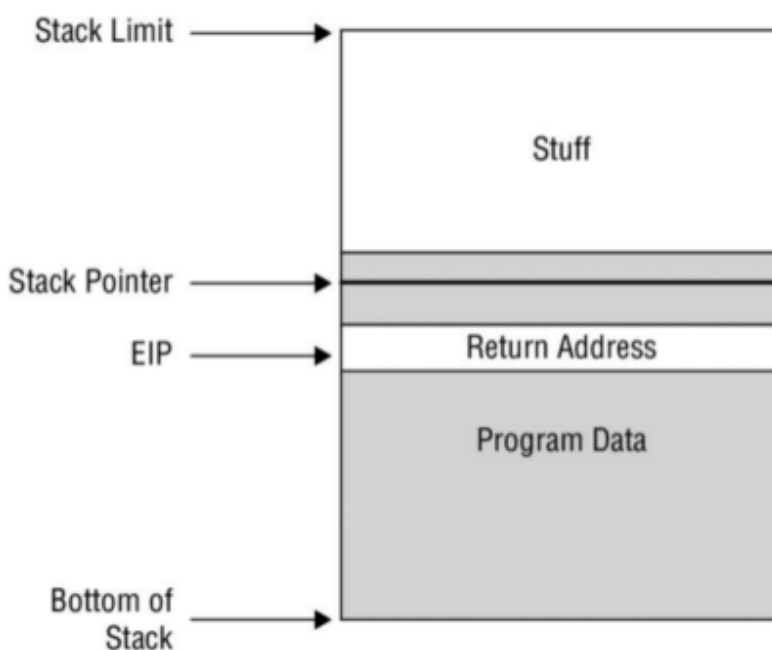 Stack Limit
Stuff
Stack Pointer
EIP
Return Address
Program Data
Bottom of
Stack